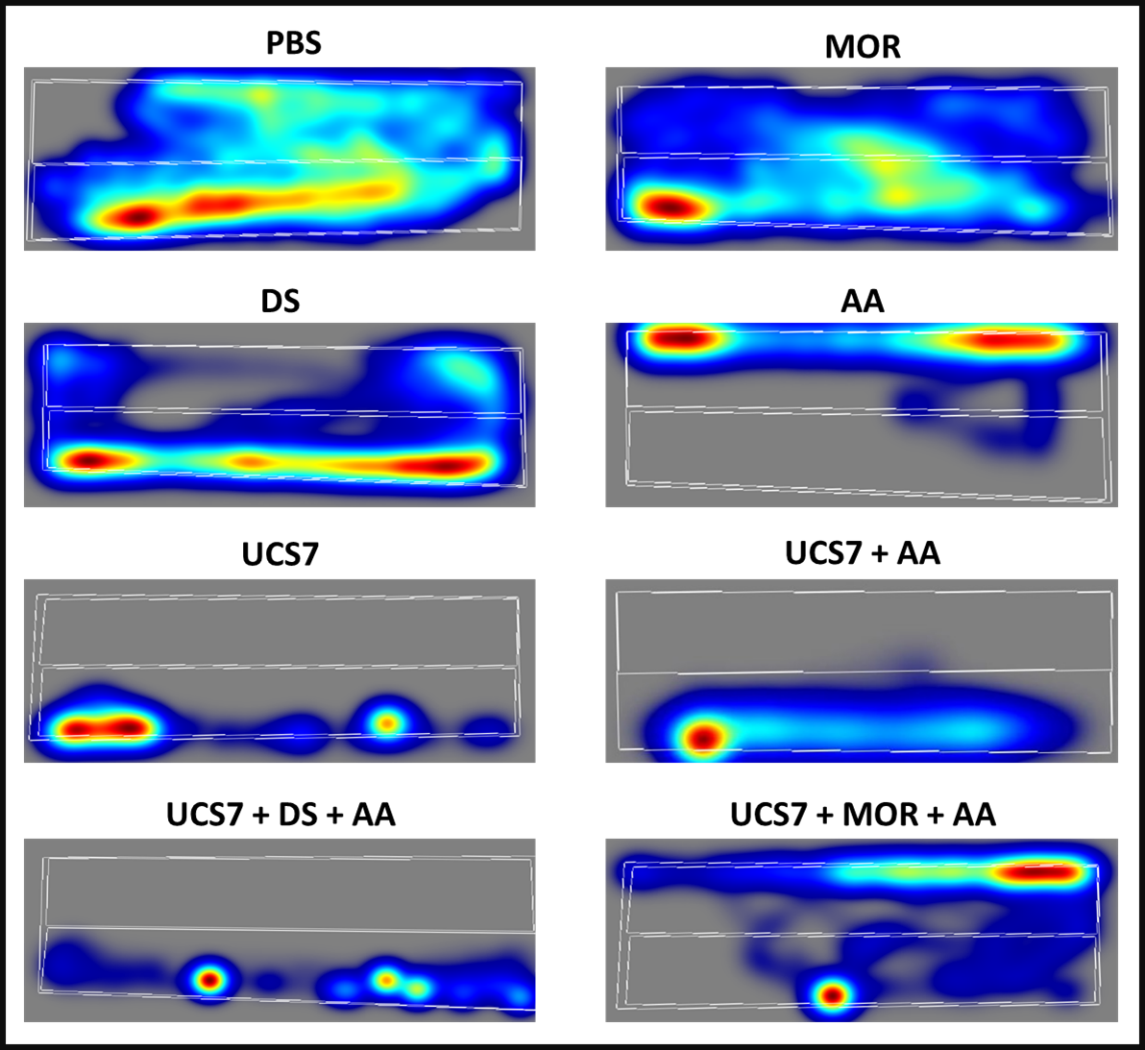 PBS
MOR
DS
AA
UCS7
UCS7 + AA
UCS7 + DS + AA
UCS7 + MOR + AA